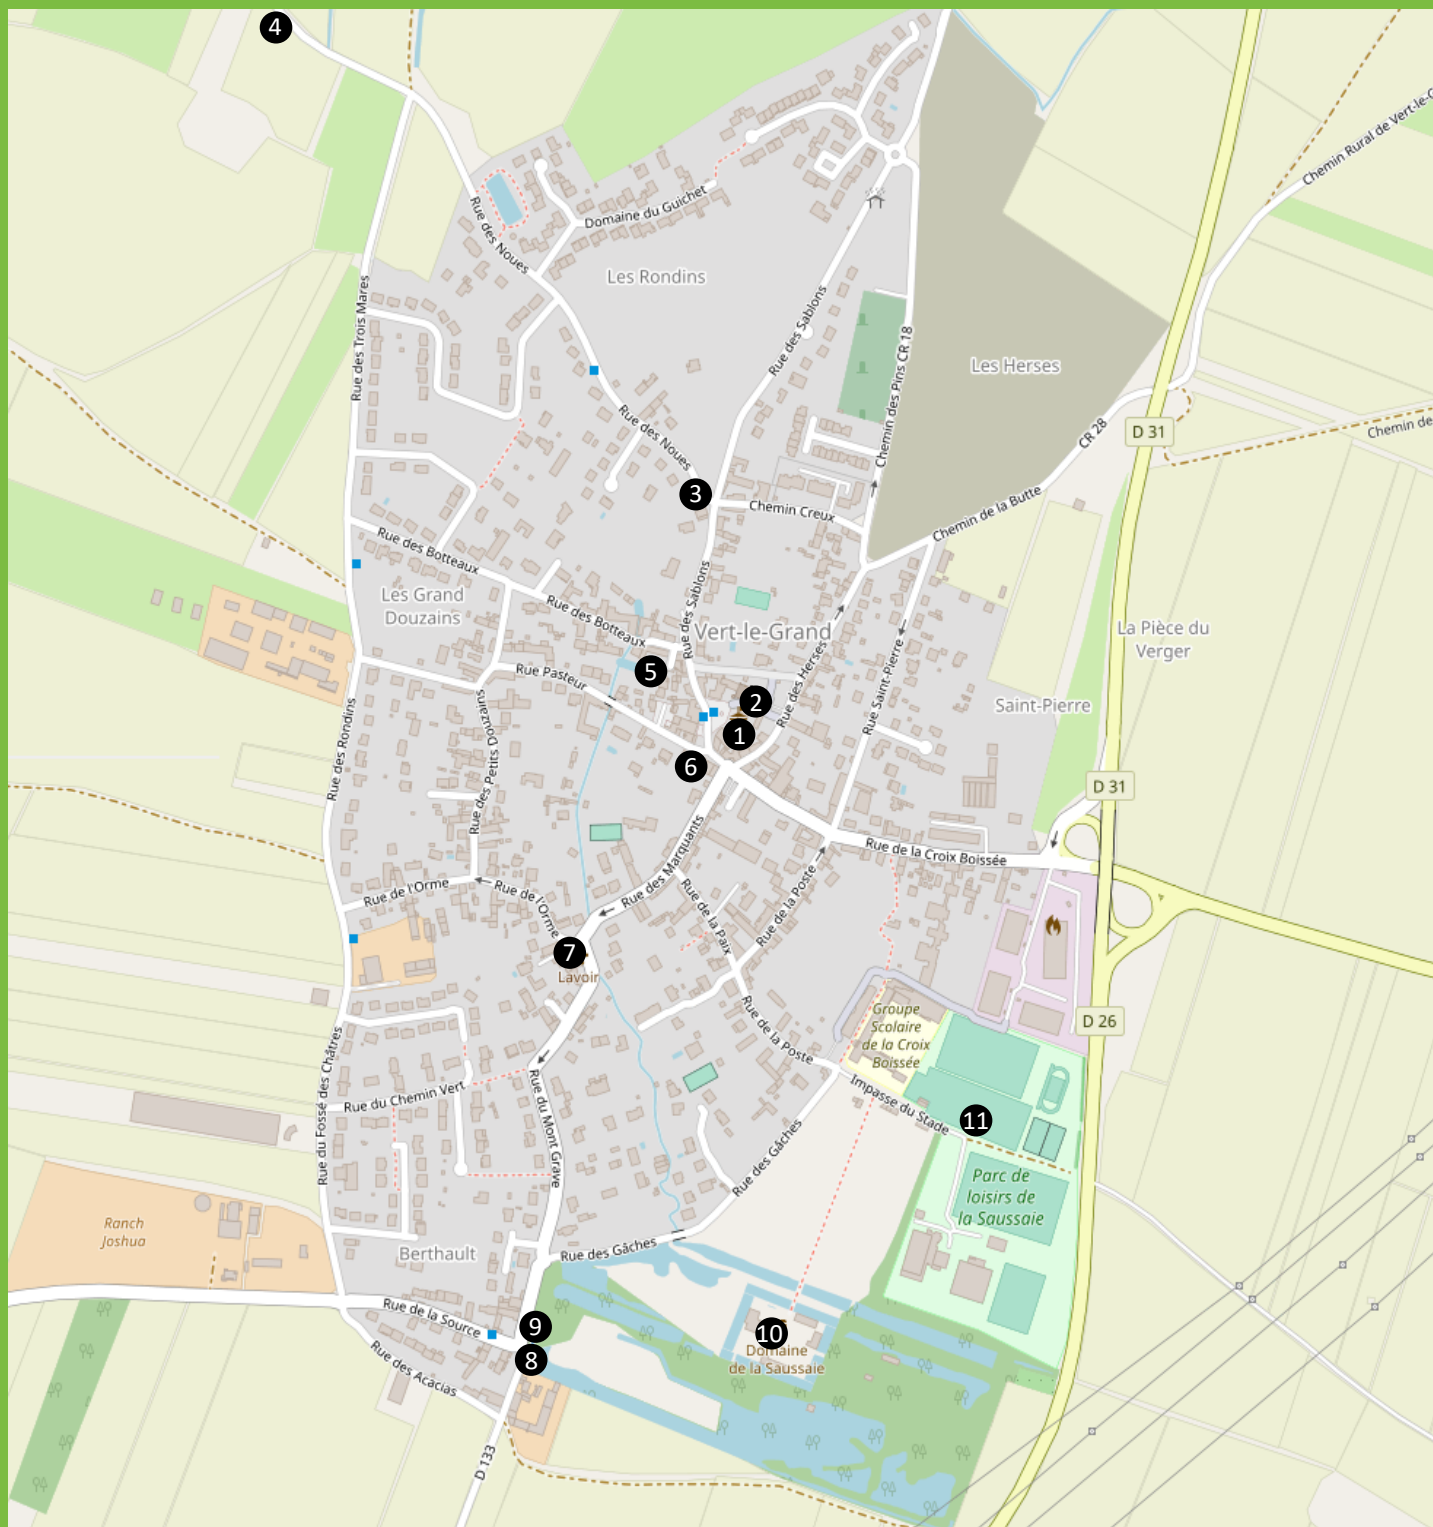 4
Chemin Rural de Vert-le-G
Rue des Noues
Domaine du Guichet
Les Rondins
Rue des Trois Mares
Rue des Sablons
Chemin des Pins CR 18
Les Herses
Rue des Noues
D 31
CR 28
Chemin de
3
Chemin Creux
Chemin de la Butte
Rue des Botteaux
Les Grand
Douzains
Rue des Botteaux
Rue des Sablons
Vert-le-Grand
La Pièce du
Verger
5
Rue Pasteur
2
1
Rue des Herses
Rue Saint-Pierre
Saint-Pierre
Rue des Rondins
Rue des Petits Douzains
6
D 31
Rue des Marquants
Rue de la Croix Boissée
Rue de l'Orme
Rue de l'Orme
Rue de la Paix
Rue de la Poste
7
Lavoir
Groupe
Scolaire
de la Croix
Boissée
D 26
Rue de la Poste
Rue du Fossé des Châtres
Rue du Chemin Vert
Rue du Mont Grave
Impasse du Stade
11
Rue des Gâches
Parc de
loisirs de
la Saussaie
Ranch
Joshua
Berthault
Rue des Gâches
Rue de la Source
9
8
10
Domaine
de la Saussaie
Rue des Acacias
D 133